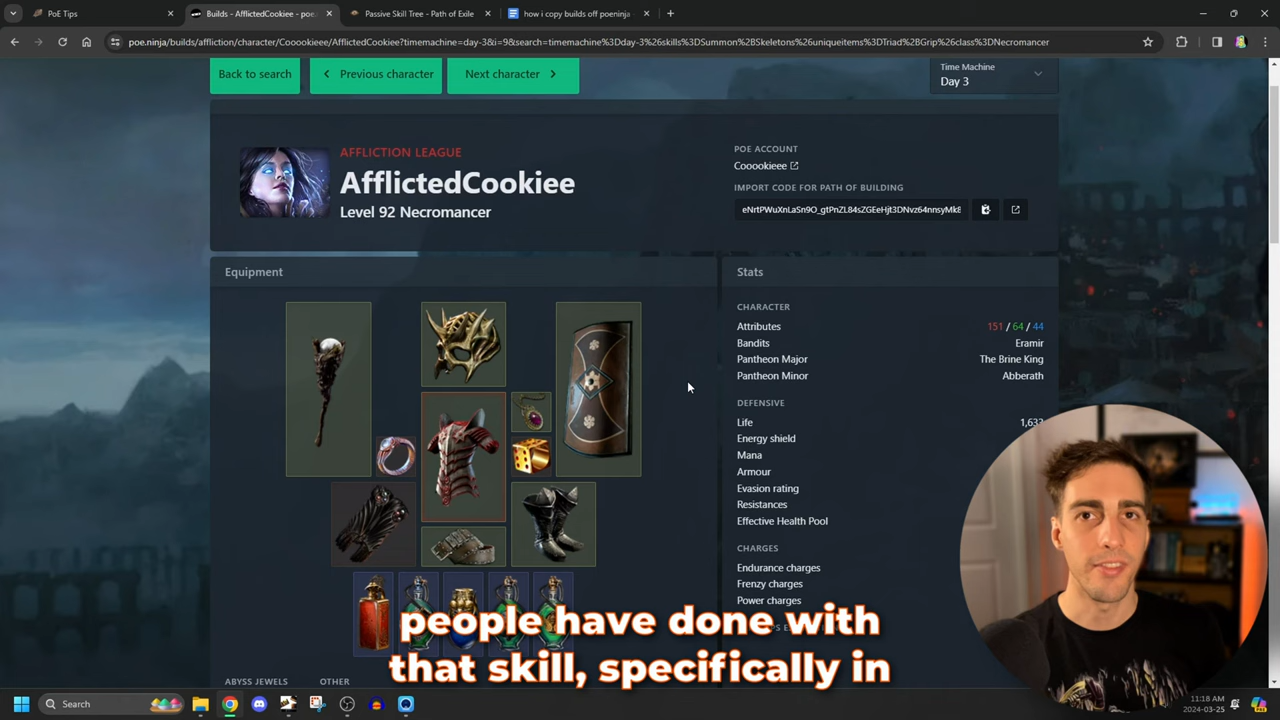 PoE Tips
Builds - AfflictedCookiee - poe.
Passive Skill Tree - Path of Exile
how i copy builds off poeninja
poe.ninja/builds/affliction/character/Cooookieee/AfflictedCookiee?timemachine=day-3&i=9&search=timemachine%3Dday-3%26skills%3DSummon%2BSkeletons%26uniqueitems%3DTriad%2BGrip%26class%3DNecromancer
Back to search
Previous character
Next character
Time Machine
Day 3
AFFLICTION LEAGUE
AfflictedCookiee
Level 92 Necromancer
POE ACCOUNT
Cooookieee
IMPORT CODE FOR PATH OF BUILDING
Equipment
Stats
CHARACTER
Attributes 151 / 64 / 44
Bandits Eramir
Pantheon Major The Brine King
Pantheon Minor Abberath
DEFENSIVE
Life 1,633
Energy shield
Mana
Armour
Evasion rating
Resistances
Effective Health Pool
CHARGES
Endurance charges
Frenzy charges
Power charges
people have done with
that skill, specifically in
ABYSS JEWELS
OTHER
Search
11:18 AM
2024-03-25